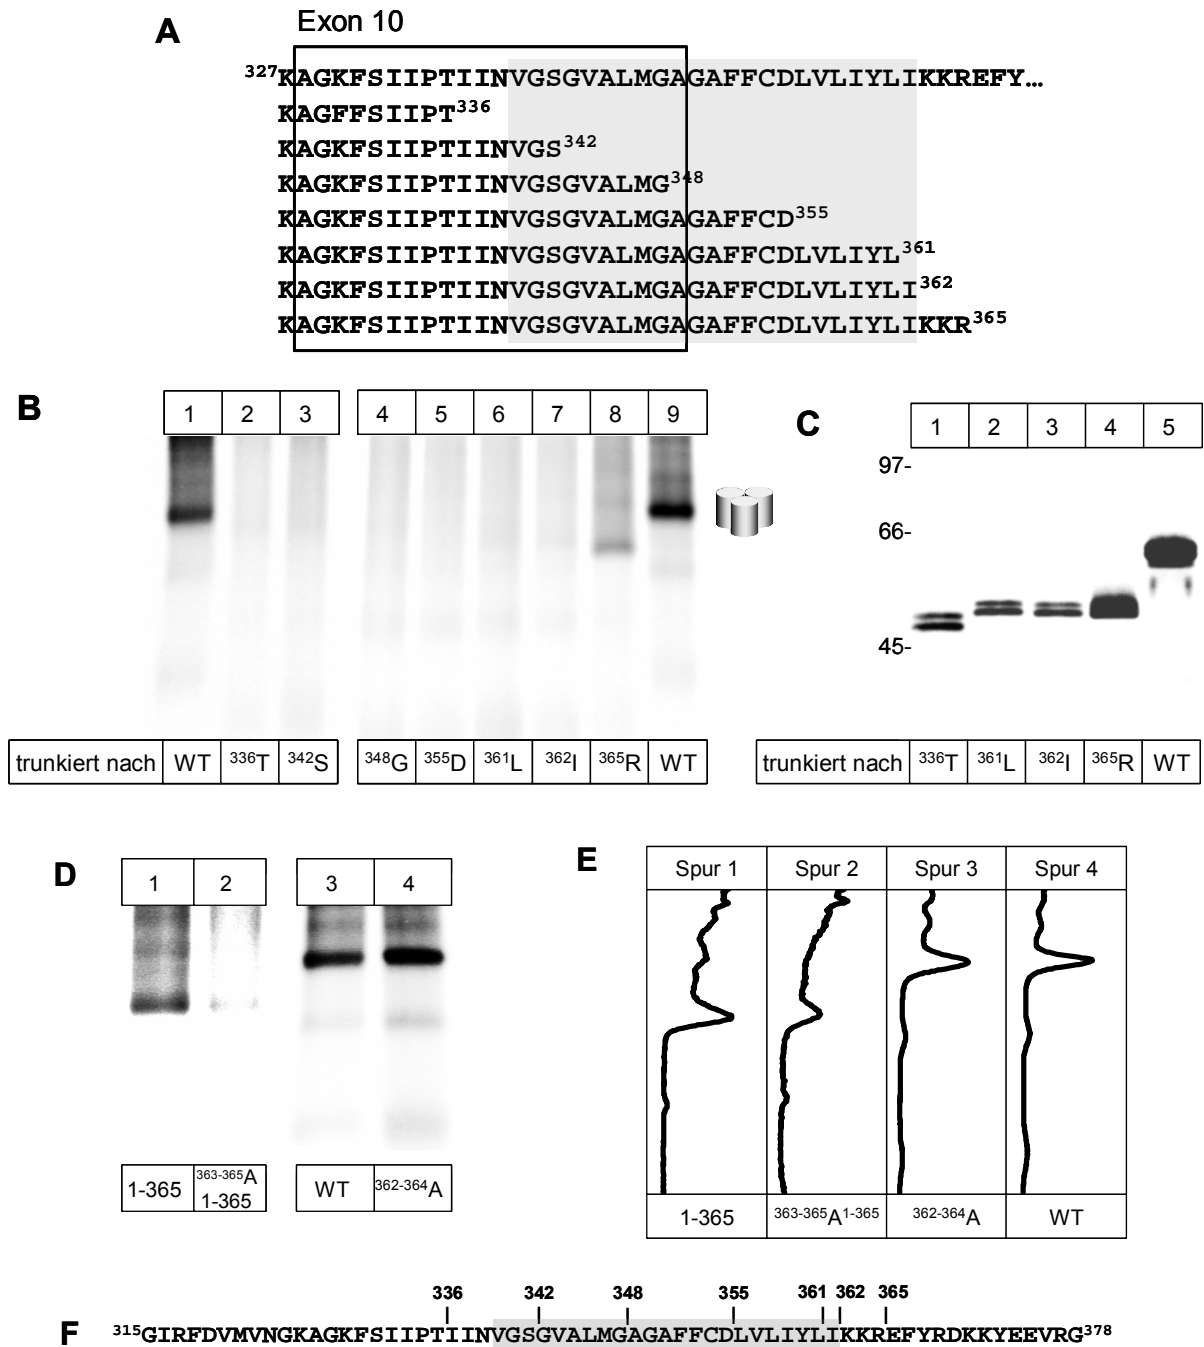 A
Exon 10
327KAGKFSIIPTIINVGSGVALMGAGAFFCDLVLIYLIKKREFY...
KAGFFSIIPT336
KAGKFSIIPTIINVGS342
KAGKFSIIPTIINVGSGVALMG348
KAGKFSIIPTIINVGSGVALMGAGAFFCD355
KAGKFSIIPTIINVGSGVALMGAGAFFCDLVLIYL361
KAGKFSIIPTIINVGSGVALMGAGAFFCDLVLIYLI362
KAGKFSIIPTIINVGSGVALMGAGAFFCDLVLIYLIKKR365
B
1 2 3 4 5 6 7 8 9
trunkiert nach WT 336T 342S 348G 355D 361L 362I 365R WT
C
1 2 3 4 5
97-
66-
45-
trunkiert nach 336T 361L 362I 365R WT
D
1 2 3 4
1-365 363-365A 1-365 WT 362-364A
E
Spur 1 Spur 2 Spur 3 Spur 4
1-365 363-365A1-365 362-364A WT
336 342 348 355 361 362 365
F 315GIRFDVMVNGKAGKFSIIPTIINVGSGVALMGAGAFFCDLVLIYLIKKREFYRDKKYEEVRG378